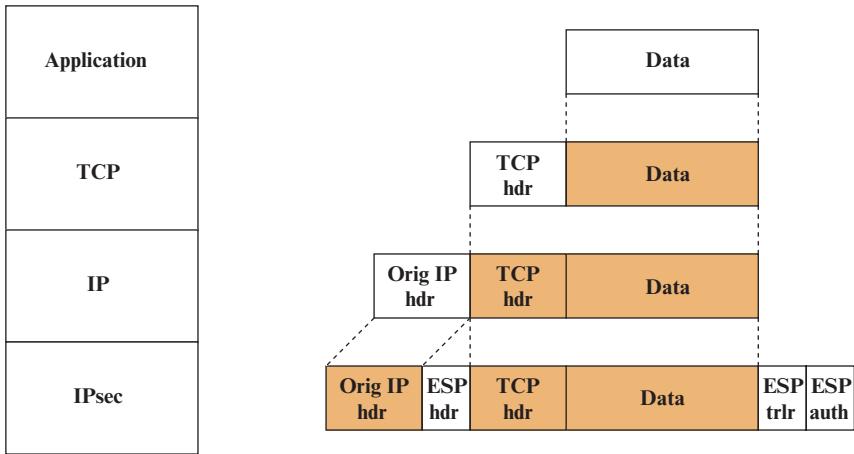 Application
Data
TCP
TCP
hdr
Data
IP
Orig IP
hdr
TCP
hdr
Data
IPsec
Orig IP
hdr
ESP
hdr
TCP
hdr
Data
ESP
trlr
ESP
auth